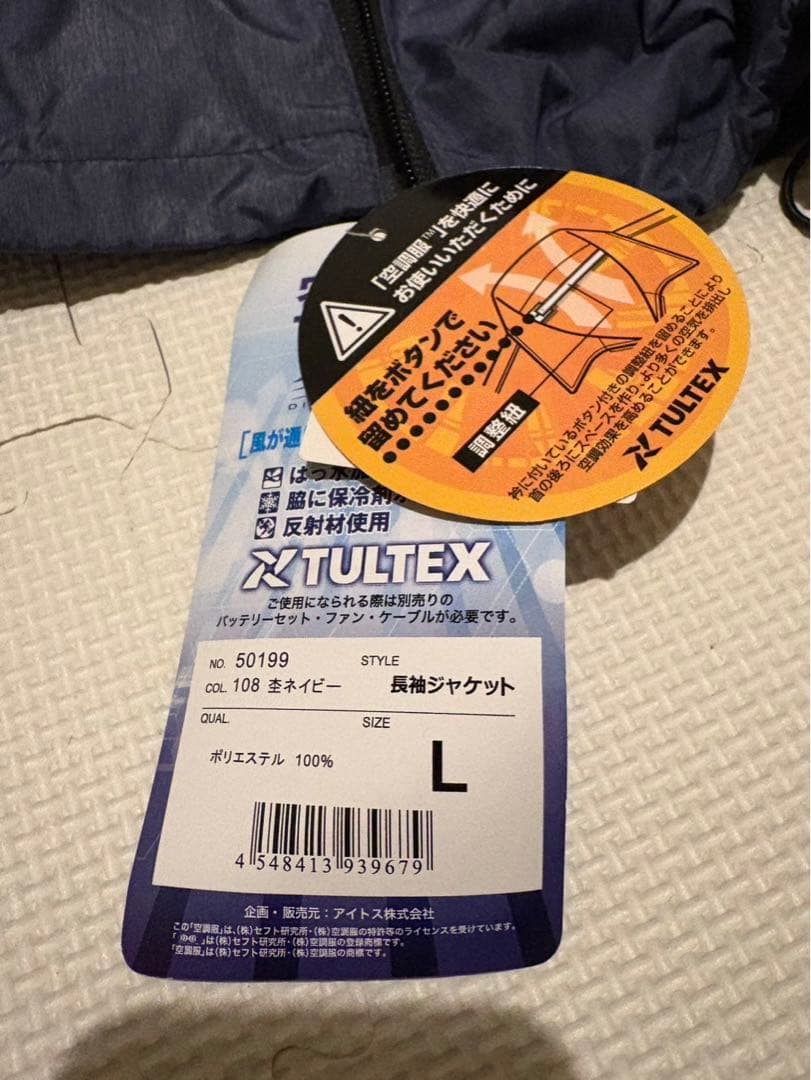 「空調服™」を快適に
お使いいただくために
紐をボタンで
留めてください
調整紐
衿に付いているボタン付きの調整紐を留めることにより
首の後ろにスペースを作り、より多くの空気を排出し
空調効果を高めることができます。
TULTEX
[風が通
はっ水加
脇に保冷剤ポ
反射材使用
TULTEX
ご使用になられる際は別売りの
バッテリーセット・ファン・ケーブルが必要です。
NO. 50199 STYLE
COL. 108 杢ネイビー 長袖ジャケット
QUAL. SIZE
ポリエステル 100% L
4 548413 939679
企画・販売元：アイトス株式会社
この「空調服」は、(株)セフト研究所・(株)空調服の特許等のライセンスを受けています。
は(株)セフト研究所・(株)空調服の登録商標です。
「空調服」は(株)セフト研究所・(株)空調服の商標です。